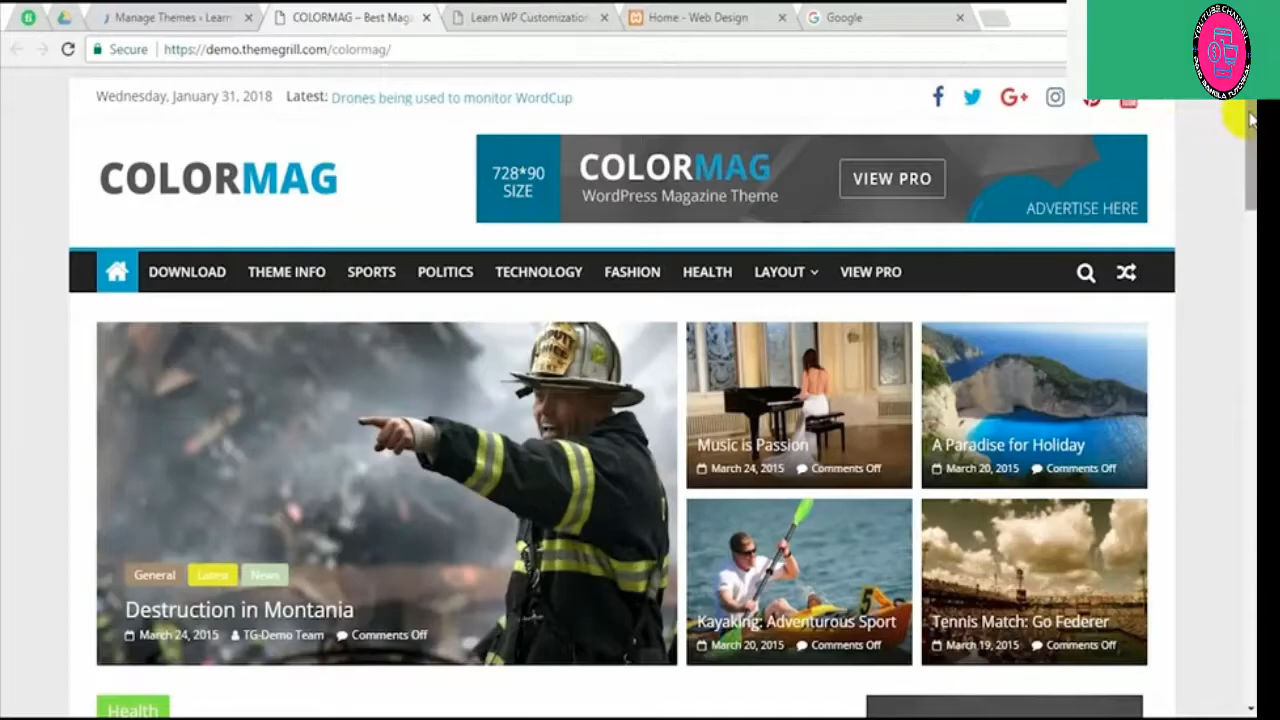 Manage Themes ‹ Learn
COLORMAG – Best Mag
Learn WP Customization
Home - Web Design
Google
Secure
https://demo.themegrill.com/colormag/
Wednesday, January 31, 2018
Latest: Drones being used to monitor WordCup
COLORMAG
728*90
SIZE
COLORMAG
WordPress Magazine Theme
VIEW PRO
ADVERTISE HERE
DOWNLOAD THEME INFO SPORTS POLITICS TECHNOLOGY FASHION HEALTH LAYOUT VIEW PRO
General Latest News
Destruction in Montania
March 24, 2015 TG-Demo Team Comments Off
Music is Passion
March 24, 2015 Comments Off
A Paradise for Holiday
March 20, 2015 Comments Off
5
Kayaking: Adventurous Sport
March 20, 2015 Comments Off
Tennis Match: Go Federer
March 19, 2015 Comments Off
Health
YOUTUBE CHANNEL